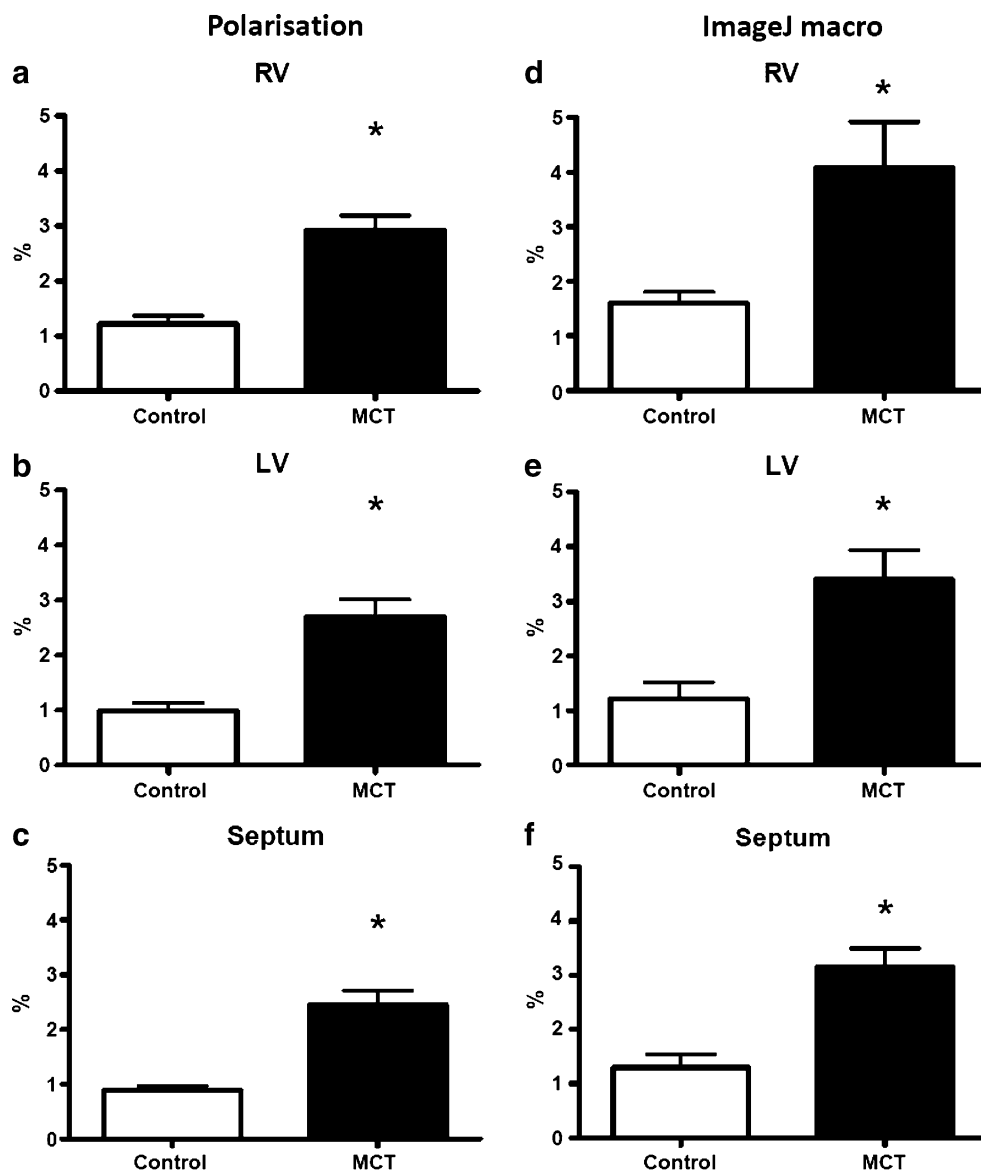 Polarisation
ImageJ macro
a
RV
5
4
3
2
1
0
%
*
Control
MCT
d
RV
5
4
3
2
1
0
%
*
Control
MCT
b
LV
5
4
3
2
1
0
%
*
Control
MCT
e
LV
5
4
3
2
1
0
%
*
Control
MCT
c
Septum
5
4
3
2
1
0
%
*
Control
MCT
f
Septum
5
4
3
2
1
0
%
*
Control
MCT